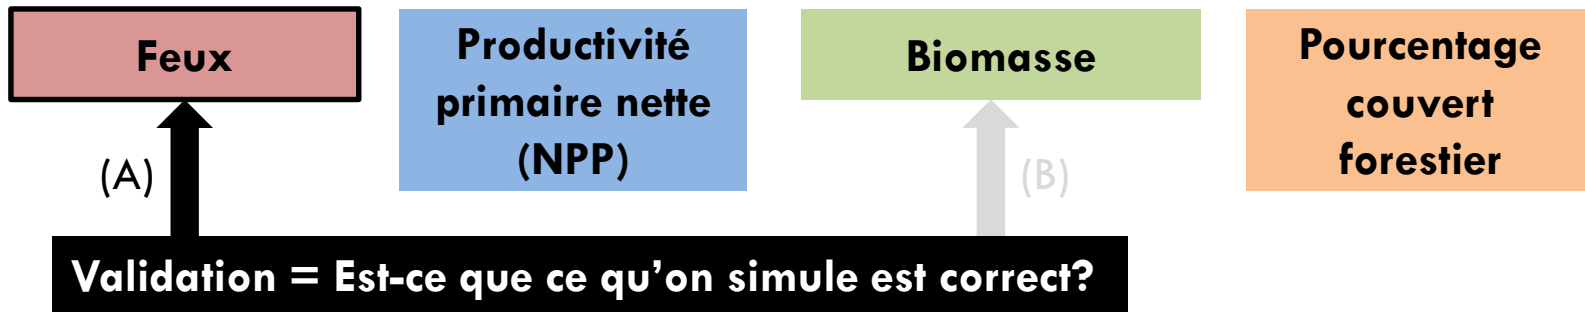 Feux
Productivité
primaire nette
(NPP)
Biomasse
Pourcentage
couvert
forestier
(A)
(B)
Validation = Est-ce que ce qu’on simule est correct?